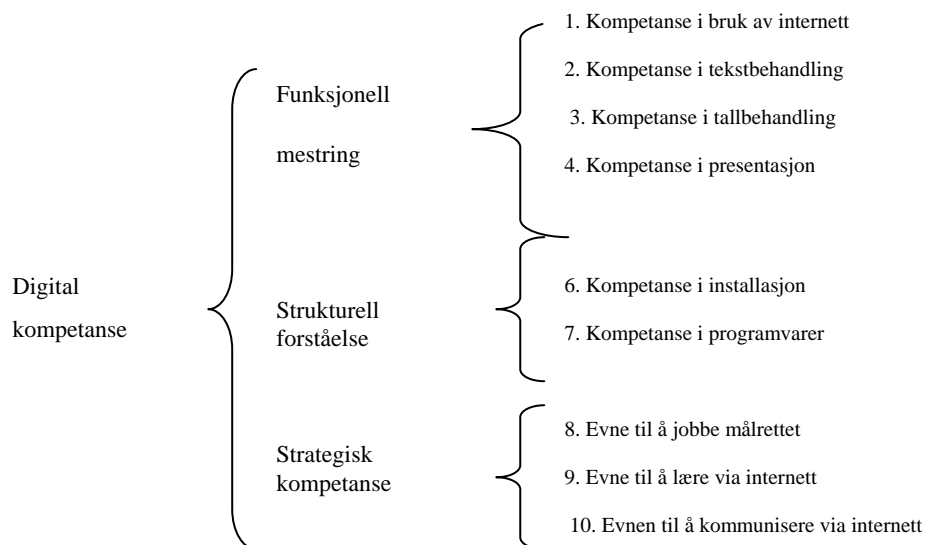 1. Kompetanse i bruk av internett
2. Kompetanse i tekstbehandling
Funksjonell
mestring
3. Kompetanse i tallbehandling
4. Kompetanse i presentasjon
Digital
kompetanse
Strukturell
forståelse
6. Kompetanse i installasjon
7. Kompetanse i programvarer
Strategisk
kompetanse
8. Evne til å jobbe målrettet
9. Evne til å lære via internett
10. Evnen til å kommunisere via internett